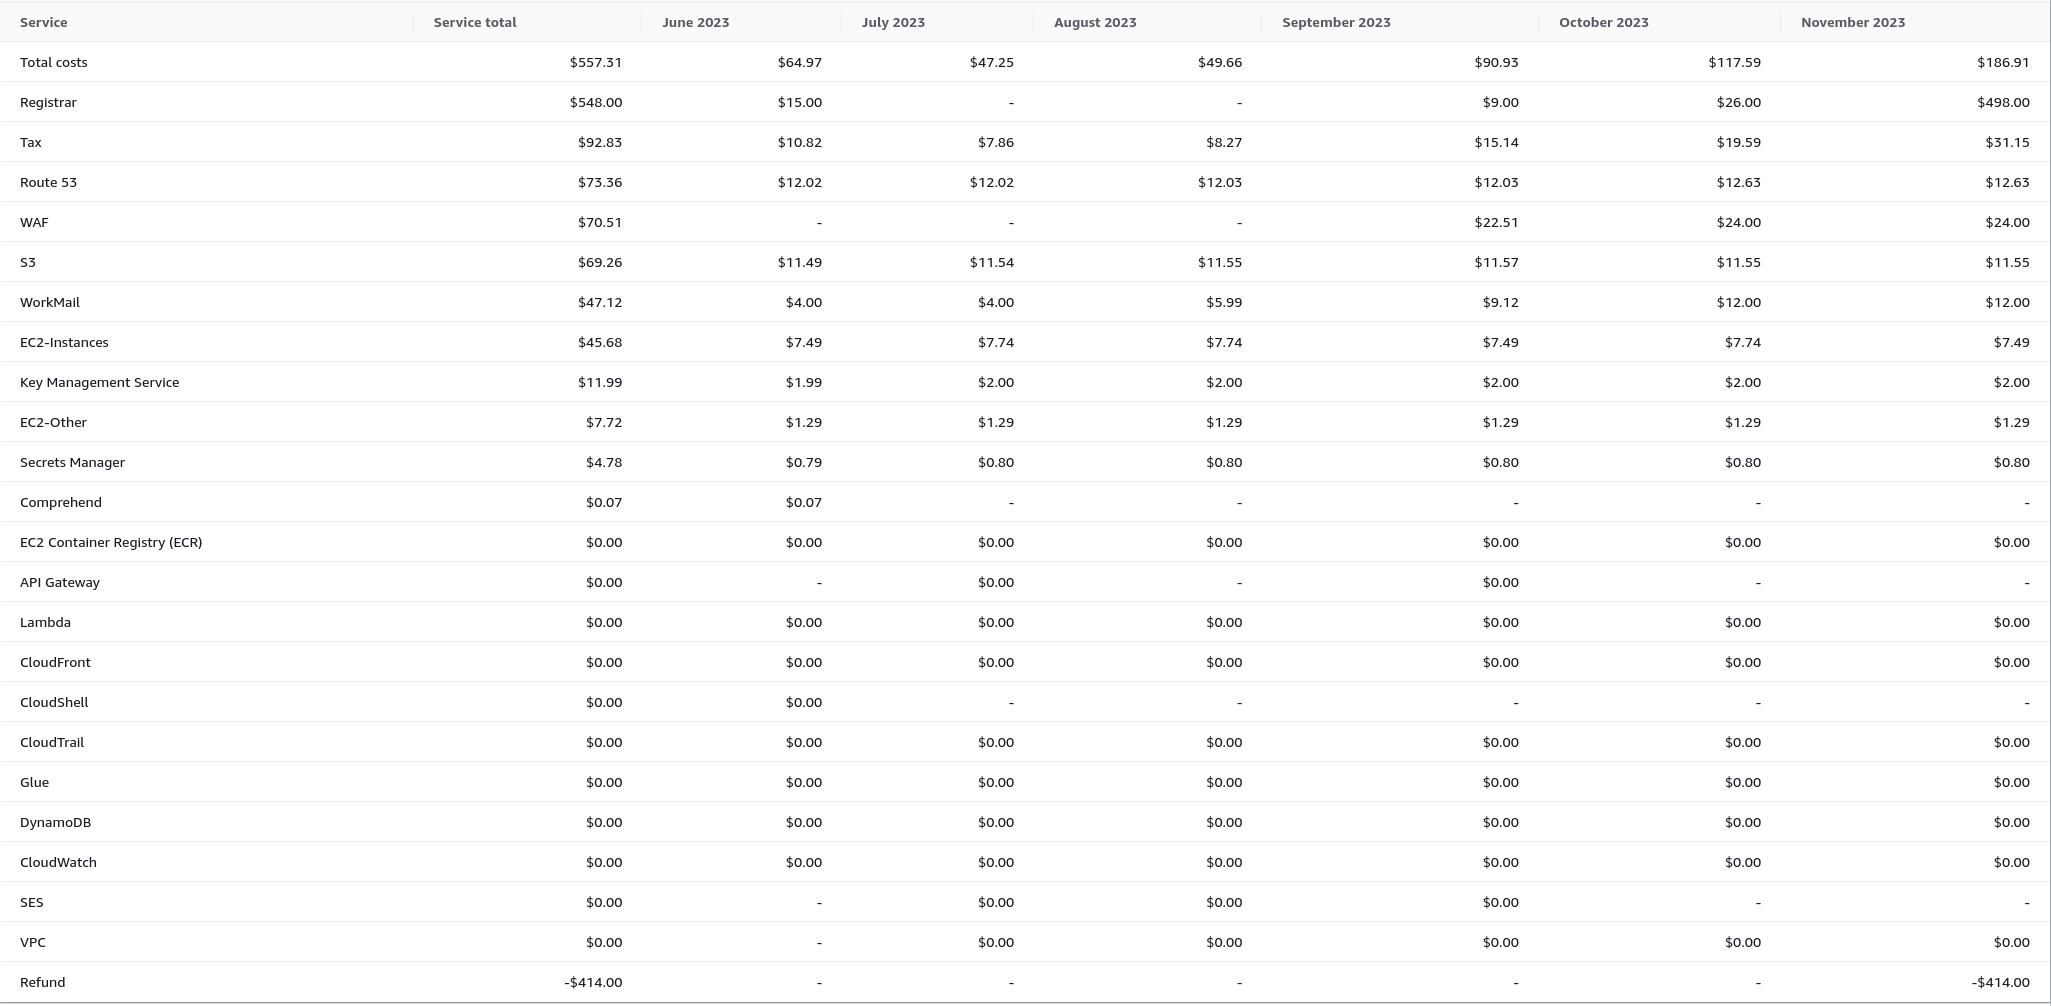 Service Service total June 2023 July 2023 August 2023 September 2023 October 2023 November 2023
Total costs $557.31 $64.97 $47.25 $49.66 $90.93 $117.59 $186.91
Registrar $548.00 $15.00 - - $9.00 $26.00 $498.00
Tax $92.83 $10.82 $7.86 $8.27 $15.14 $19.59 $31.15
Route 53 $73.36 $12.02 $12.02 $12.03 $12.03 $12.63 $12.63
WAF $70.51 - - - $22.51 $24.00 $24.00
S3 $69.26 $11.49 $11.54 $11.55 $11.57 $11.55 $11.55
WorkMail $47.12 $4.00 $4.00 $5.99 $9.12 $12.00 $12.00
EC2-Instances $45.68 $7.49 $7.74 $7.74 $7.49 $7.74 $7.49
Key Management Service $11.99 $1.99 $2.00 $2.00 $2.00 $2.00 $2.00
EC2-Other $7.72 $1.29 $1.29 $1.29 $1.29 $1.29 $1.29
Secrets Manager $4.78 $0.79 $0.80 $0.80 $0.80 $0.80 $0.80
Comprehend $0.07 $0.07 - - - - -
EC2 Container Registry (ECR) $0.00 $0.00 $0.00 $0.00 $0.00 $0.00 $0.00
API Gateway $0.00 - $0.00 - $0.00 - -
Lambda $0.00 $0.00 $0.00 $0.00 $0.00 $0.00 $0.00
CloudFront $0.00 $0.00 $0.00 $0.00 $0.00 $0.00 $0.00
CloudShell $0.00 $0.00 - - - - -
CloudTrail $0.00 $0.00 $0.00 $0.00 $0.00 $0.00 $0.00
Glue $0.00 $0.00 $0.00 $0.00 $0.00 $0.00 $0.00
DynamoDB $0.00 $0.00 $0.00 $0.00 $0.00 $0.00 $0.00
CloudWatch $0.00 $0.00 $0.00 $0.00 $0.00 $0.00 $0.00
SES $0.00 - $0.00 $0.00 $0.00 - -
VPC $0.00 - $0.00 $0.00 $0.00 $0.00 $0.00
Refund -$414.00 - - - - - -$414.00